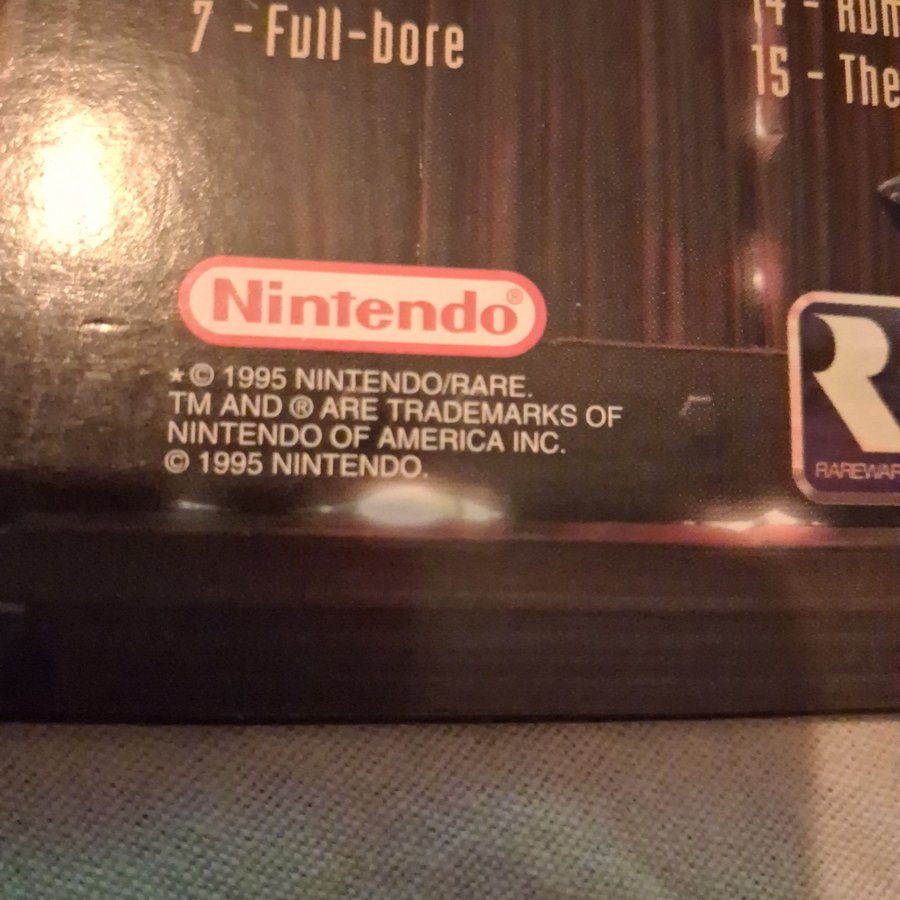 7 - Full-bore
14 -
15 - The
Nintendo®
*© 1995 NINTENDO/RARE.
TM AND ® ARE TRADEMARKS OF
NINTENDO OF AMERICA INC.
© 1995 NINTENDO.
R